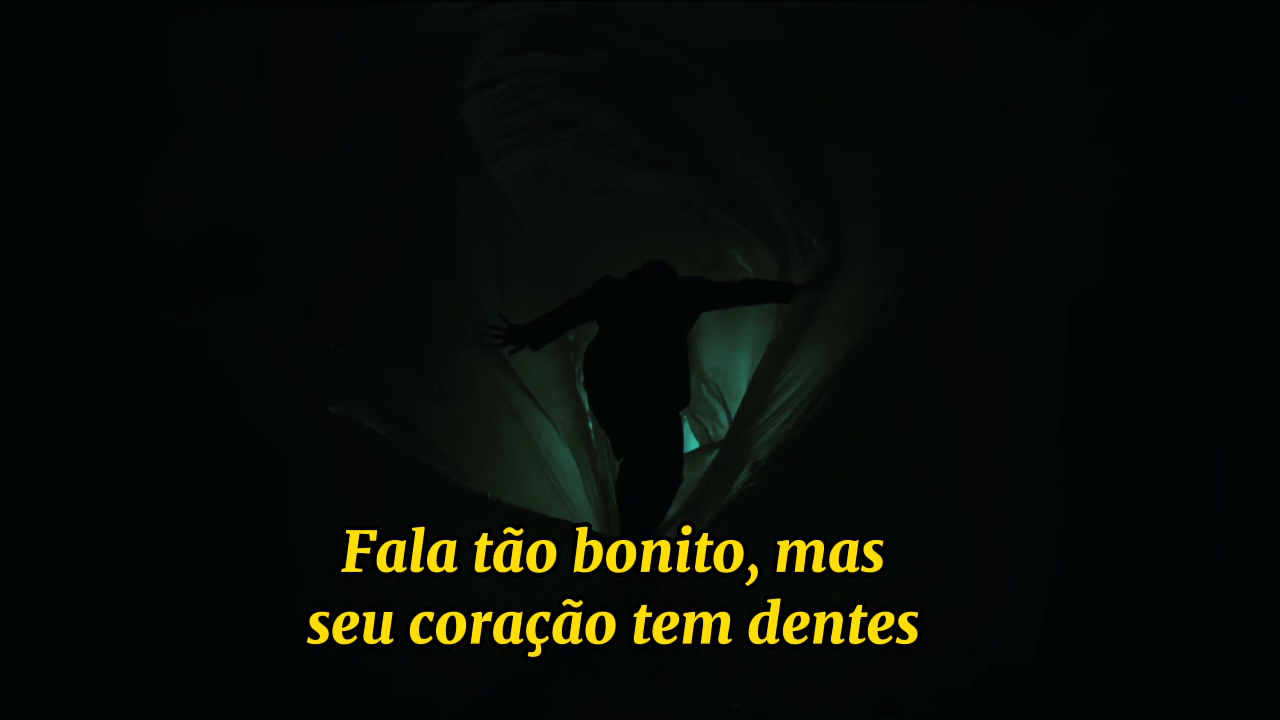 Fala tão bonito, mas
seu coração tem dentes